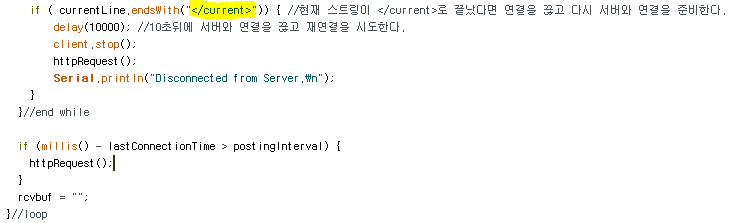 if ( currentLine.endsWith("</current>")) { //현재 스트링이 </current>로 끝났다면 연결을 끊고 다시 서버와 연결을 준비한다.
delay(10000); //10초뒤에 서버와 연결을 끊고 재연결을 시도한다.
client.stop();
httpRequest();
Serial.println("Disconnected from Server.₩n");
}
}//end while
if (millis() - lastConnectionTime > postingInterval) {
httpRequest();
}
rcvbuf = "";
}//loop